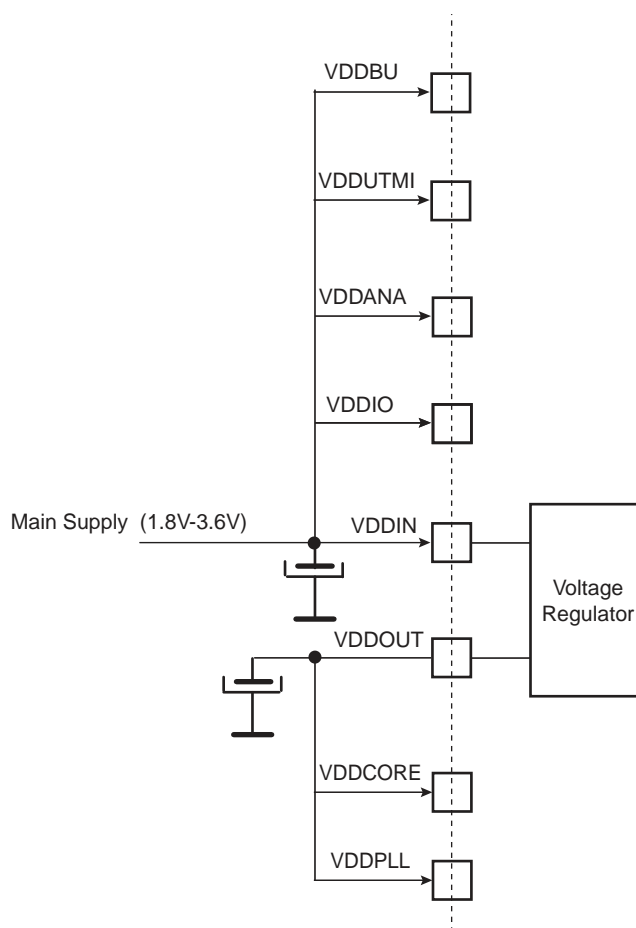 VDDBU
VDDUTMI
VDDANA
VDDIO
Main Supply (1.8V-3.6V)
VDDIN
Voltage
Regulator
VDDOUT
VDDCORE
VDDPLL